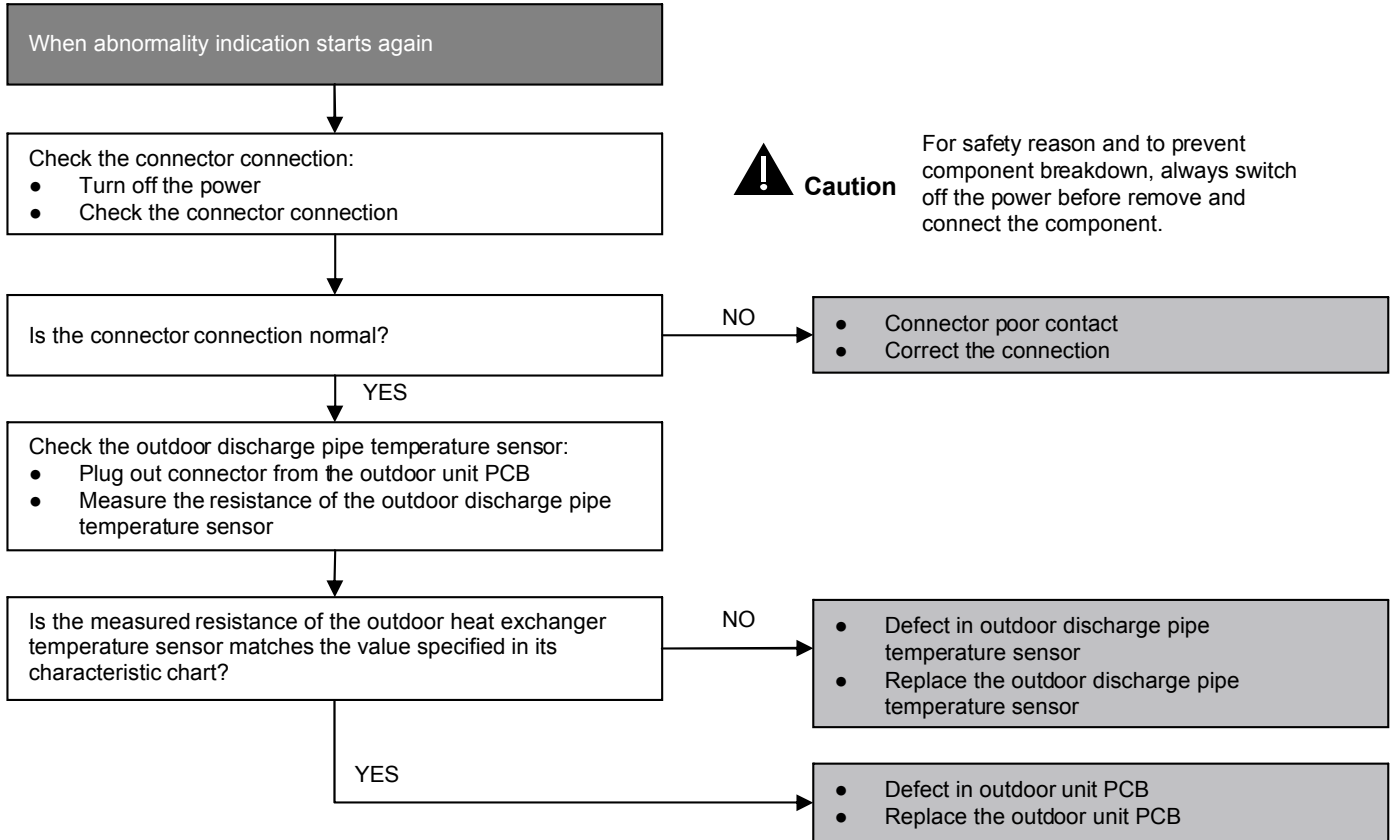 When abnormality indication starts again
Check the connector connection:
● Turn off the power
● Check the connector connection
Caution
For safety reason and to prevent
component breakdown, always switch
off the power before remove and
connect the component.
Is the connector connection normal?
NO
● Connector poor contact
● Correct the connection
YES
Check the outdoor discharge pipe temperature sensor:
● Plug out connector from the outdoor unit PCB
● Measure the resistance of the outdoor discharge pipe
temperature sensor
Is the measured resistance of the outdoor heat exchanger
temperature sensor matches the value specified in its
characteristic chart?
NO
● Defect in outdoor discharge pipe
temperature sensor
● Replace the outdoor discharge pipe
temperature sensor
YES
● Defect in outdoor unit PCB
● Replace the outdoor unit PCB